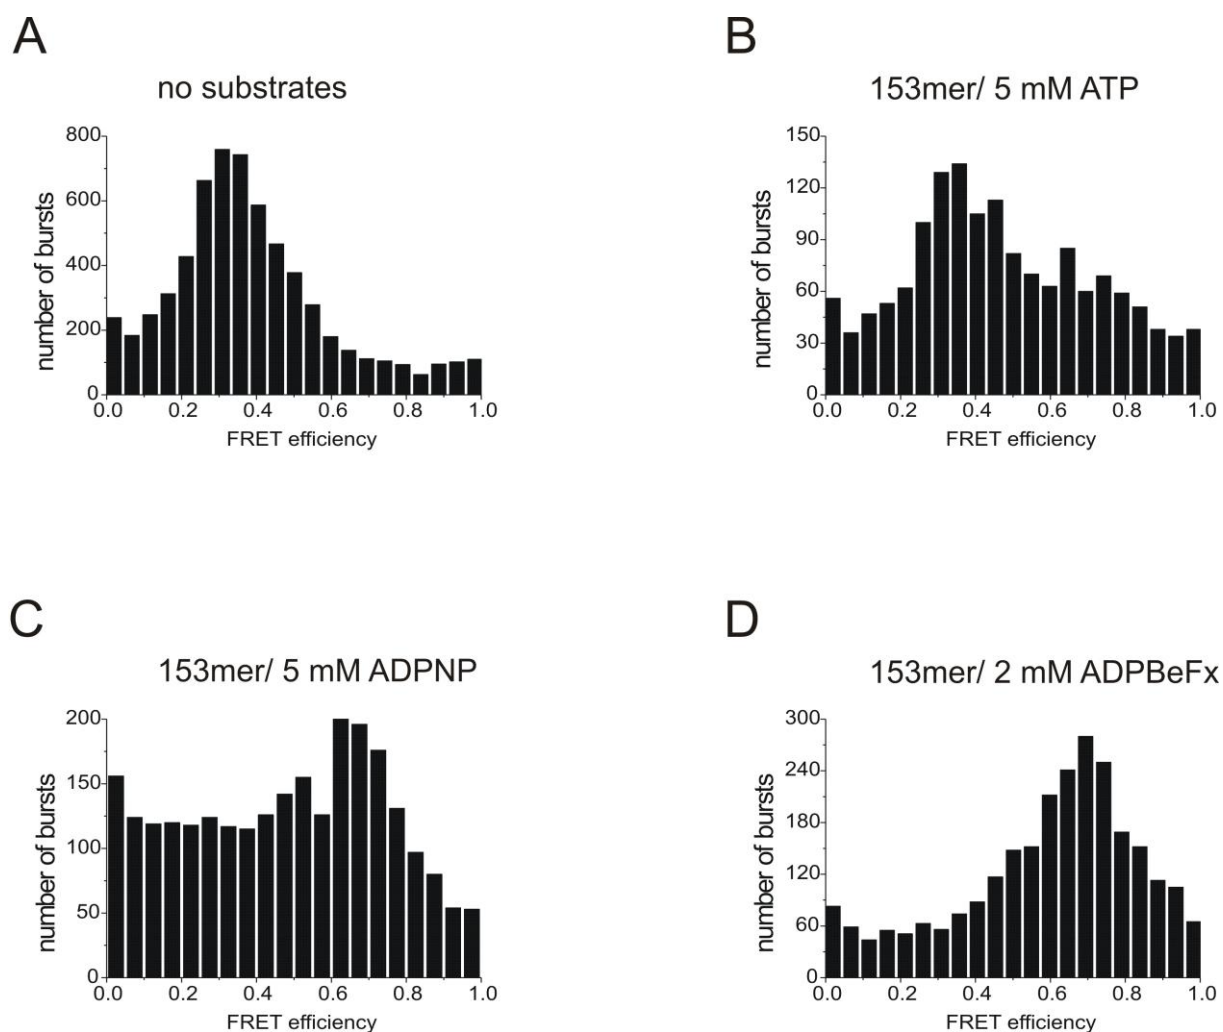 A
no substrates
800
600
400
200
0
0.0 0.2 0.4 0.6 0.8 1.0
number of bursts
FRET efficiency
B
153mer/ 5 mM ATP
150
120
90
60
30
0
0.0 0.2 0.4 0.6 0.8 1.0
number of bursts
FRET efficiency
C
153mer/ 5 mM ADPNP
200
150
100
50
0
0.0 0.2 0.4 0.6 0.8 1.0
number of bursts
FRET efficiency
D
153mer/ 2 mM ADPBeFx
300
240
180
120
60
0
0.0 0.2 0.4 0.6 0.8 1.0
number of bursts
FRET efficiency